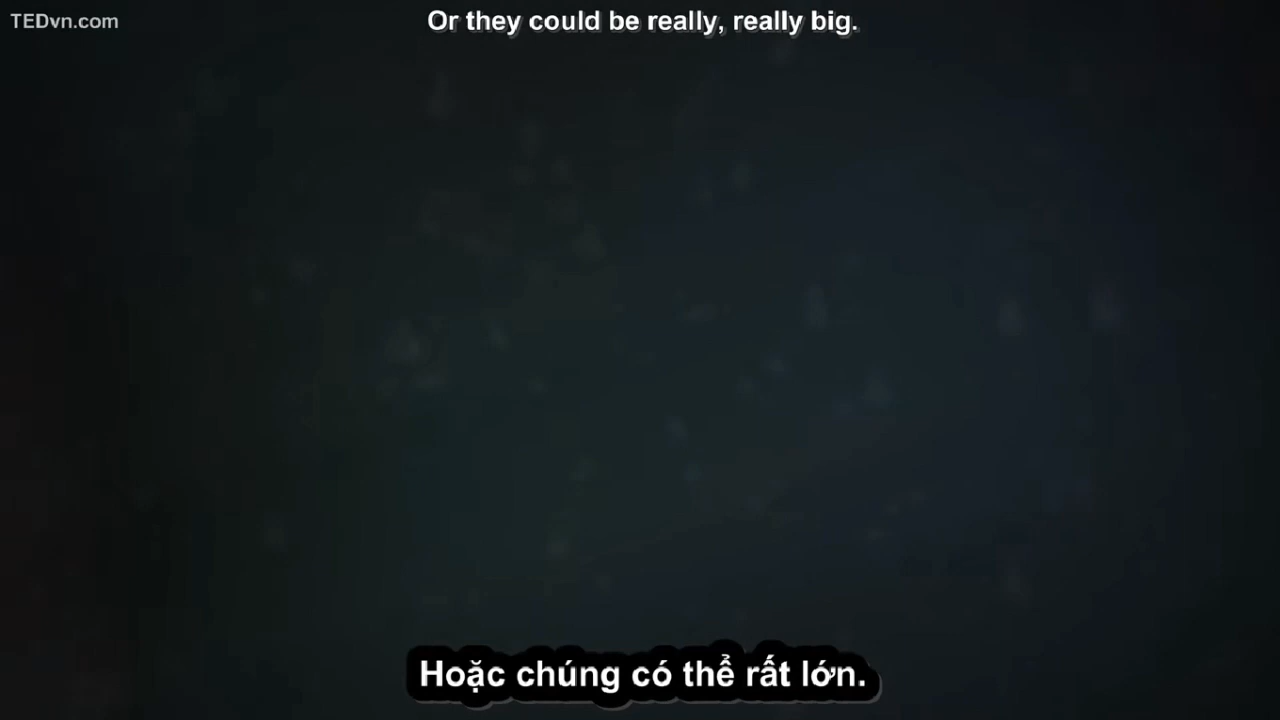 TEDvn.com
Or they could be really, really big.
Hoặc chúng có thể rất lớn.